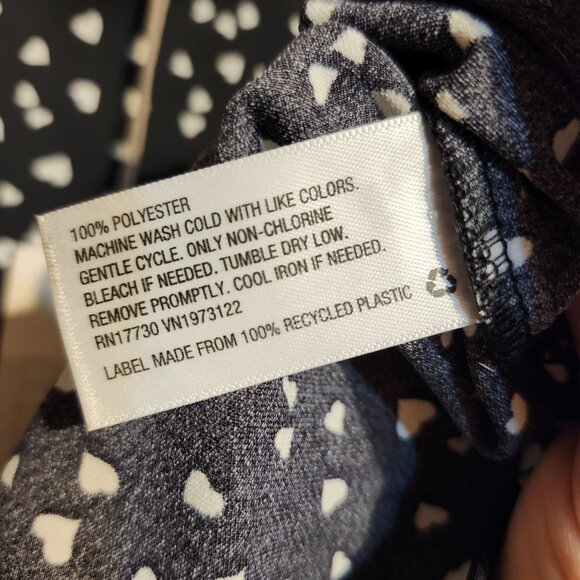 100% POLYESTER
MACHINE WASH COLD WITH LIKE COLORS.
GENTLE CYCLE. ONLY NON-CHLORINE
BLEACH IF NEEDED. TUMBLE DRY LOW.
REMOVE PROMPTLY. COOL IRON IF NEEDED.
RN17730 VN1973122
LABEL MADE FROM 100% RECYCLED PLASTIC